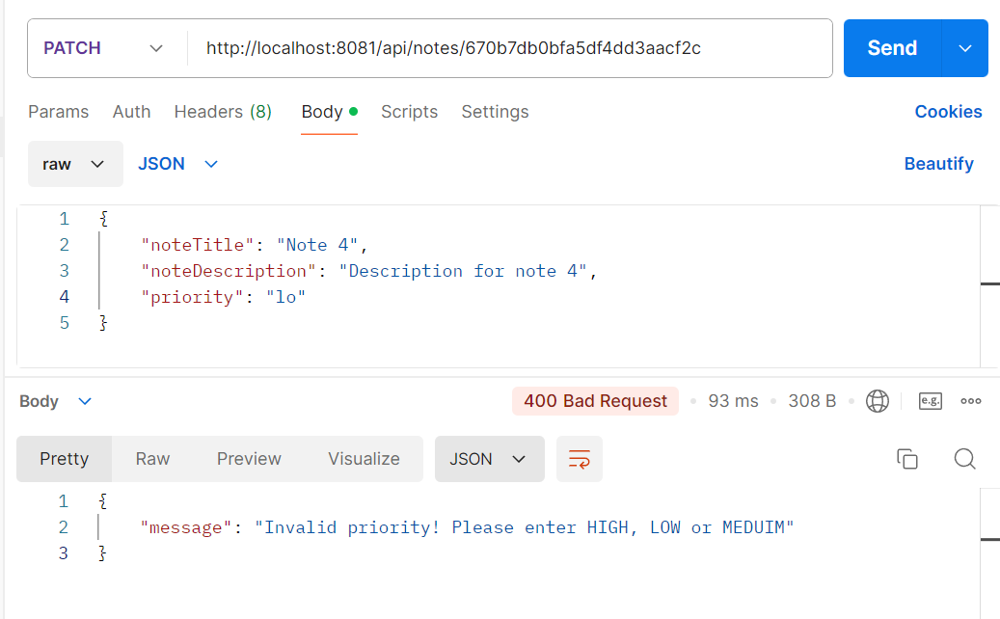 PATCH http://localhost:8081/api/notes/670b7db0bfa5df4dd3aacf2c Send
Params Auth Headers (8) Body Scripts Settings Cookies
raw JSON Beautify
1 {
2 "noteTitle": "Note 4",
3 "noteDescription": "Description for note 4",
4 "priority": "lo"
5 }
Body 400 Bad Request 93 ms 308 B e.g.
Pretty Raw Preview Visualize JSON
1 {
2 "message": "Invalid priority! Please enter HIGH, LOW or MEDUIM"
3 }